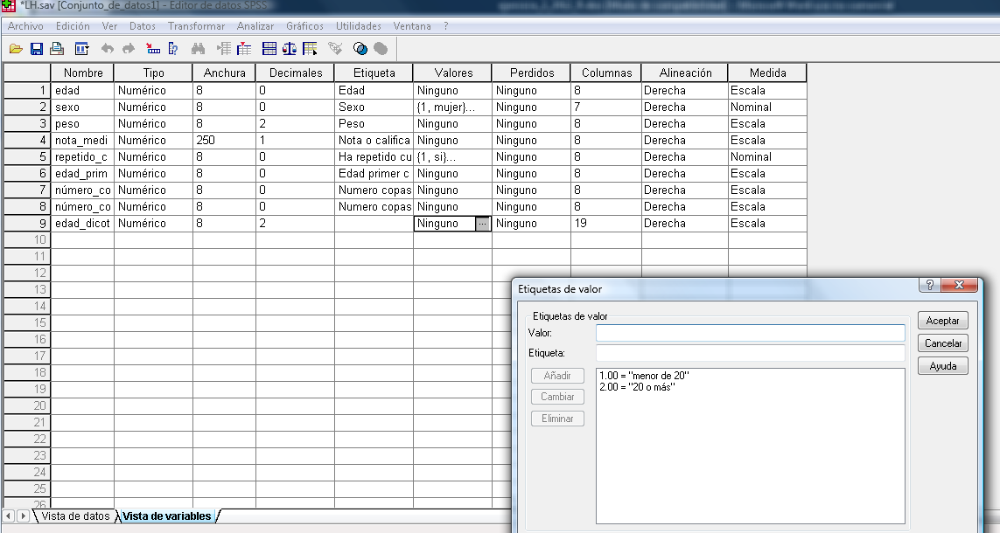 *LH.sav [Conjunto_de_datos1] - Editor de datos SPSS
Archivo Edición Ver Datos Transformar Analizar Gráficos Utilidades Ventana ?
Nombre Tipo Anchura Decimales Etiqueta Valores Perdidos Columnas Alineación Medida
1 edad Numérico 8 0 Edad Ninguno Ninguno 8 Derecha Escala
2 sexo Numérico 8 0 Sexo {1, mujer}... Ninguno 7 Derecha Nominal
3 peso Numérico 8 2 Peso Ninguno Ninguno 8 Derecha Escala
4 nota_medi Numérico 250 1 Nota o califica Ninguno Ninguno 8 Derecha Escala
5 repetido_c Numérico 8 0 Ha repetido cu {1, si}... Ninguno 8 Derecha Nominal
6 edad_prim Numérico 8 0 Edad primer c Ninguno Ninguno 8 Derecha Escala
7 número_co Numérico 8 0 Numero copas Ninguno Ninguno 8 Derecha Escala
8 número_co Numérico 8 0 Numero copas Ninguno Ninguno 8 Derecha Escala
9 edad_dicot Numérico 8 2 Ninguno ... Ninguno 19 Derecha Escala
10
11
12
13
14
15
16
17
18
19
20
21
22
23
24
25
26
Etiquetas de valor
?
Etiquetas de valor
Valor:
Etiqueta:
Añadir
Cambiar
Eliminar
1.00 = "menor de 20"
2.00 = "20 o más"
Aceptar
Cancelar
Ayuda
Vista de datos Vista de variables